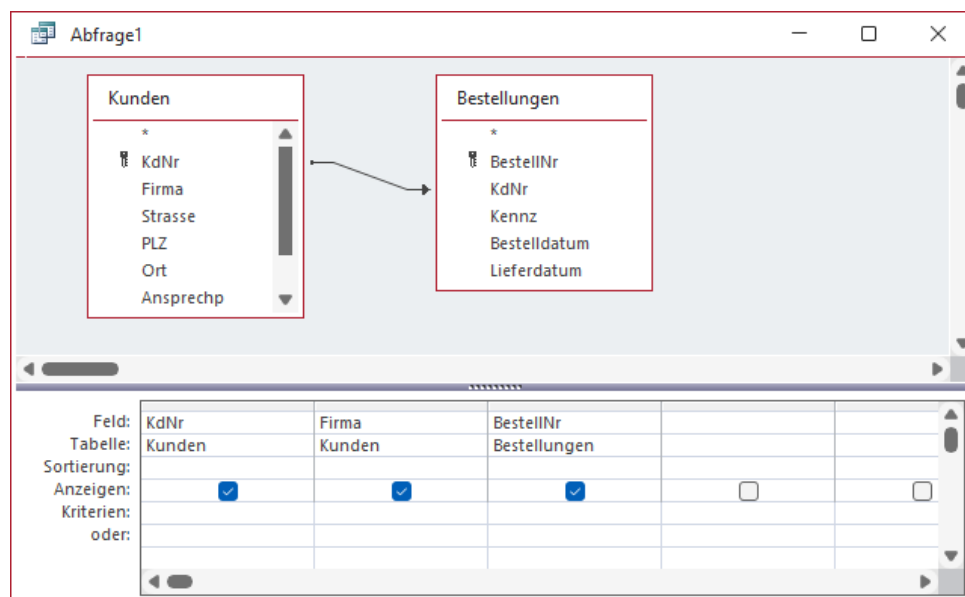 Abfrage1
Kunden
*
KdNr
Firma
Strasse
PLZ
Ort
Ansprechp
Bestellungen
*
BestellNr
KdNr
Kennz
Bestelldatum
Lieferdatum
Feld: KdNr Firma BestellNr
Tabelle: Kunden Kunden Bestellungen
Sortierung:
Anzeigen:
Kriterien:
oder: